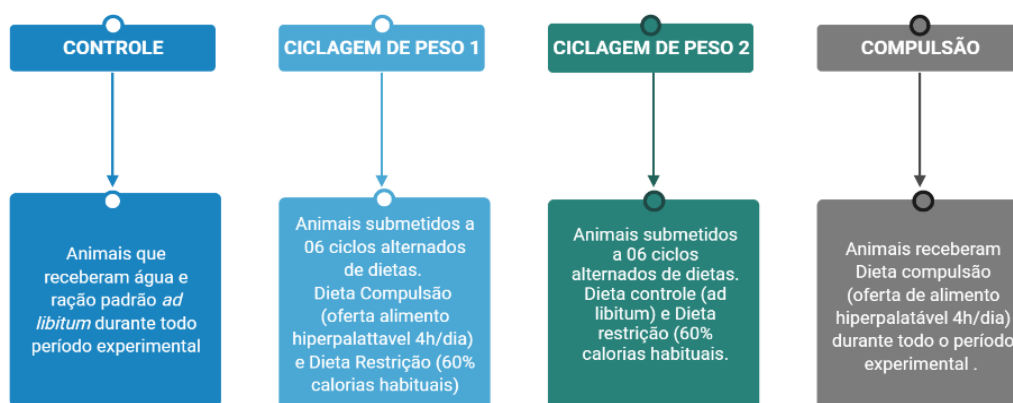 CONTROLE
CICLAGEM DE PESO 1
CICLAGEM DE PESO 2
COMPULSÃO
Animais que
receberam água e
ração padrão ad
libitum durante todo
período experimental
Animais submetidos a
06 ciclos alternados
de dietas.
Dieta Compulsão
(oferta alimento
hiperpalattavel 4h/dia)
e Dieta Restrição (60%
calorias habituais)
Animais submetidos
a 06 ciclos
alternados de dietas.
Dieta controle (ad
libitum) e Dieta
restrição (60%
calorias habituais.
Animais receberam
Dieta compulsão
(oferta de alimento
hiperpalatável 4h/dia)
durante todo o período
experimental .